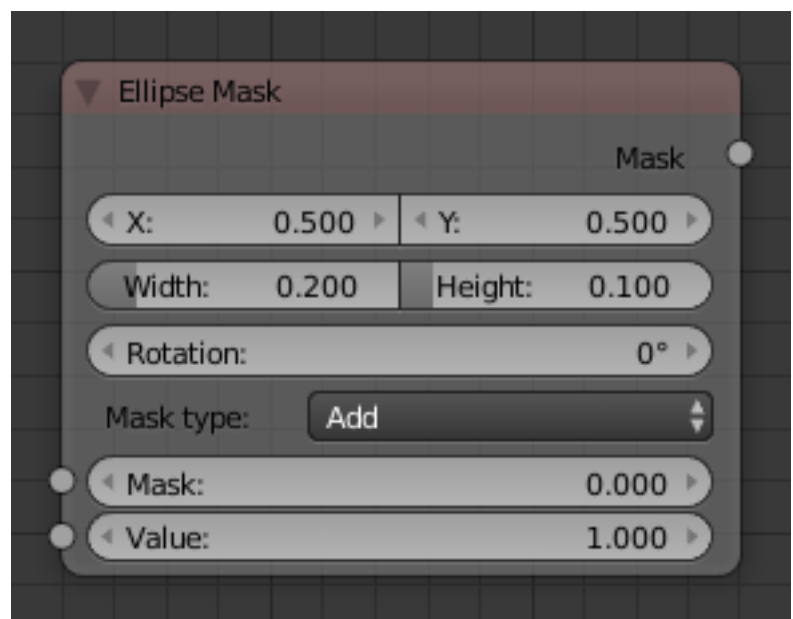 Ellipse Mask
Mask
X: 0.500 Y: 0.500
Width: 0.200 Height: 0.100
Rotation: 0°
Mask type: Add
Mask: 0.000
Value: 1.000